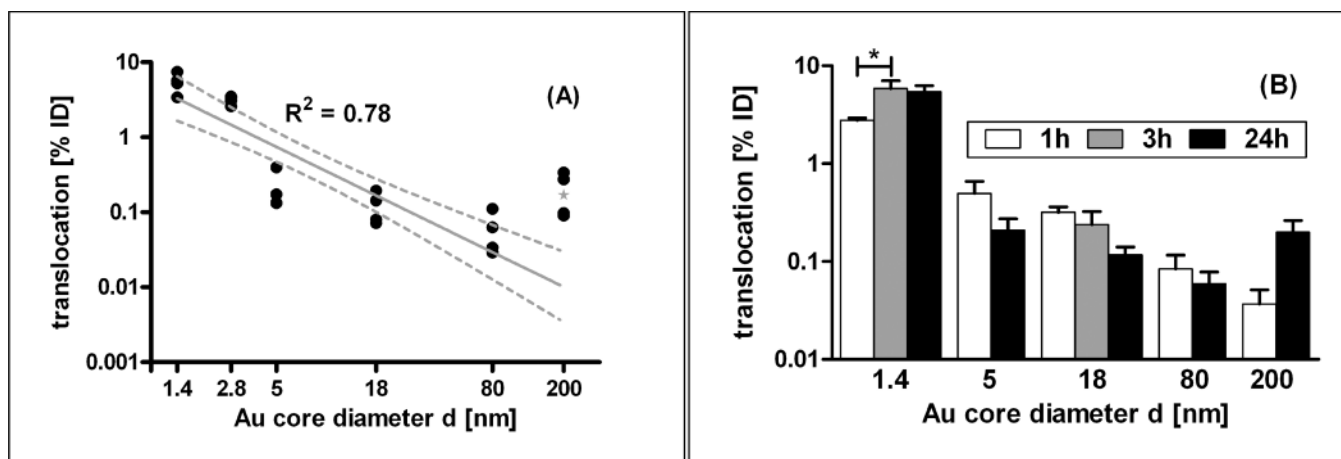 (A)
R² = 0.78
translocation [% ID]
10
1
0.1
0.01
0.001
1.4 2.8 5 18 80 200
Au core diameter d [nm]
(B)
*
1h 3h 24h
translocation [% ID]
10
1
0.1
0.01
1.4 5 18 80 200
Au core diameter d [nm]